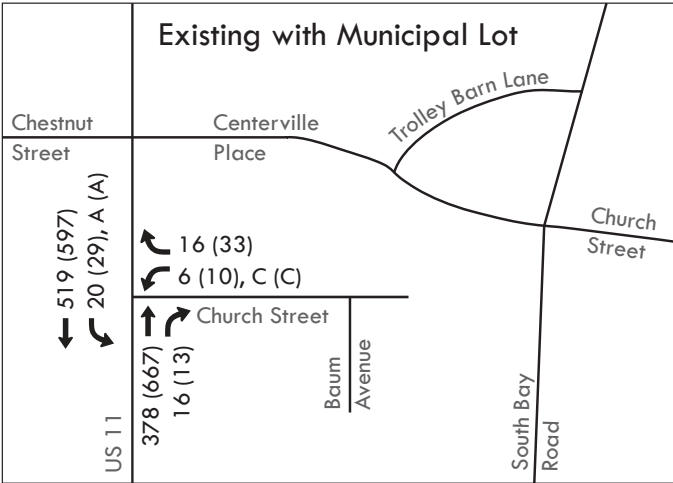 Existing with Municipal Lot
Trolley Barn Lane
Chestnut
Street
Centerville
Place
Church
Street
519 (597)
20 (29), A (A)
16 (33)
6 (10), C (C)
Church Street
378 (667)
16 (13)
US 11
Baum
Avenue
South Bay
Road